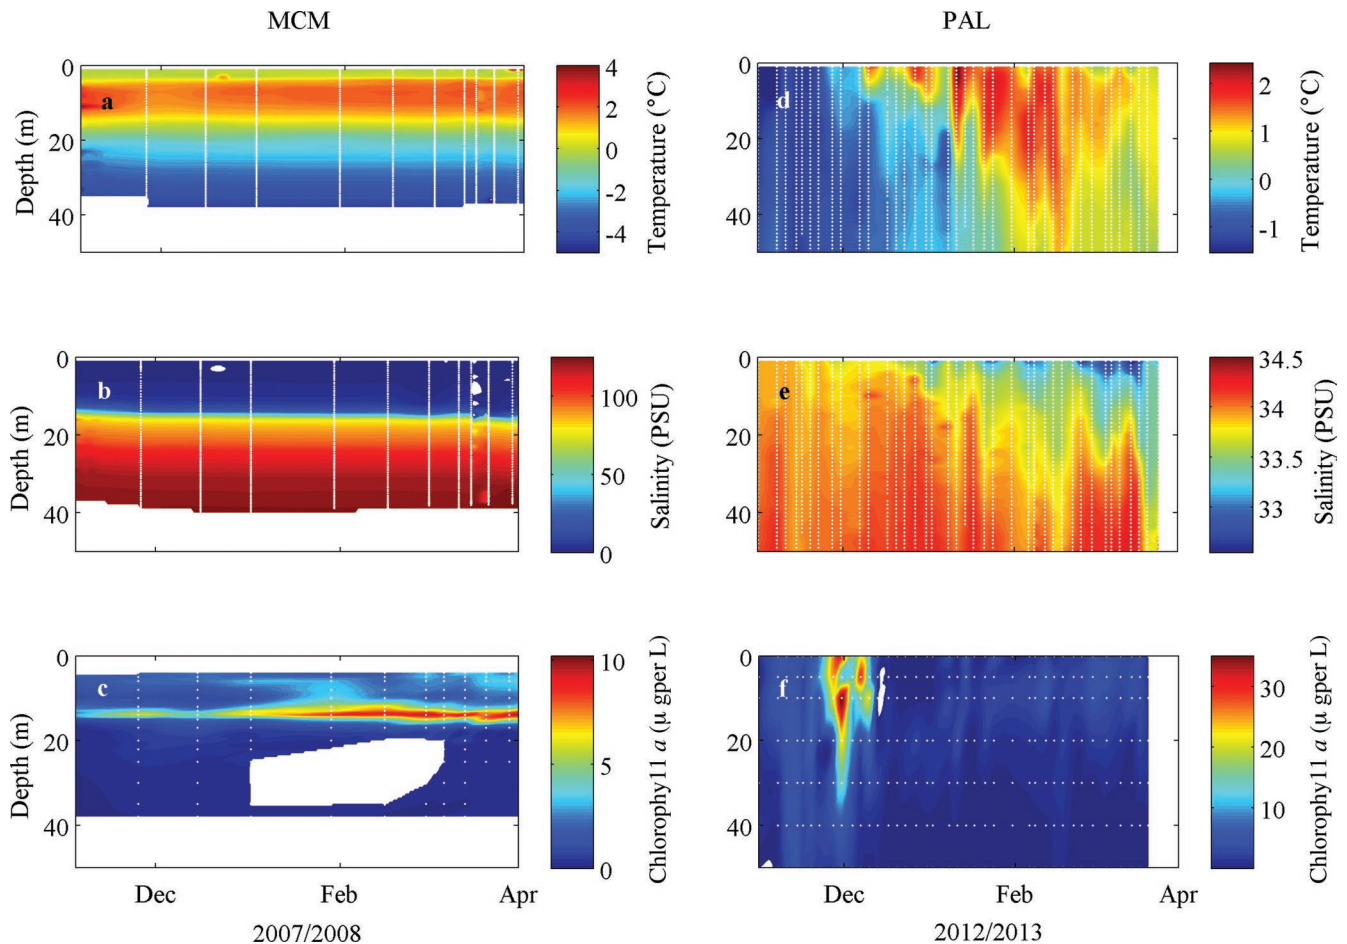 MCM
PAL
0
20
40
Depth (m)
a
4
2
0
-2
-4
Temperature (°C)
0
20
40
d
2
1
0
-1
Temperature (°C)
0
20
40
Depth (m)
b
100
50
0
Salinity (PSU)
0
20
40
e
34.5
34
33.5
33
Salinity (PSU)
0
20
40
Depth (m)
c
10
5
0
Chlorophy11 a (µ gper L)
0
20
40
f
30
20
10
Chlorophy11 a (µ gper L)
Dec Feb Apr
Dec Feb Apr
2007/2008
2012/2013